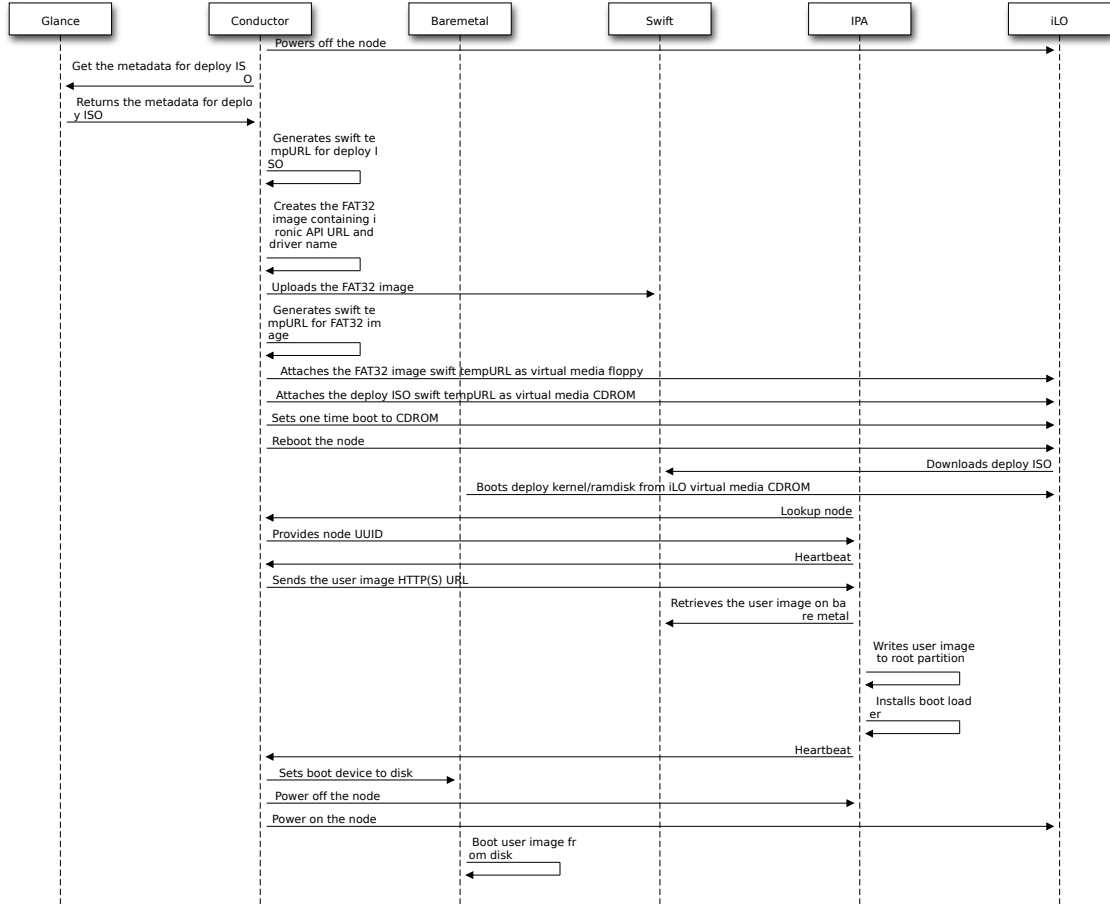 Glance Conductor Baremetal Swift IPA iLO
Powers off the node
Get the metadata for deploy IS
O
Returns the metadata for deplo
y ISO
Generates swift te
mpURL for deploy I
SO
Creates the FAT32
image containing i
ronic API URL and
driver name
Uploads the FAT32 image
Generates swift te
mpURL for FAT32 im
age
Attaches the FAT32 image swift tempURL as virtual media floppy
Attaches the deploy ISO swift tempURL as virtual media CDROM
Sets one time boot to CDROM
Reboot the node
Downloads deploy ISO
Boots deploy kernel/ramdisk from iLO virtual media CDROM
Lookup node
Provides node UUID
Heartbeat
Sends the user image HTTP(S) URL
Retrieves the user image on ba
re metal
Writes user image
to root partition
Installs boot load
er
Heartbeat
Sets boot device to disk
Power off the node
Power on the node
Boot user image fr
om disk